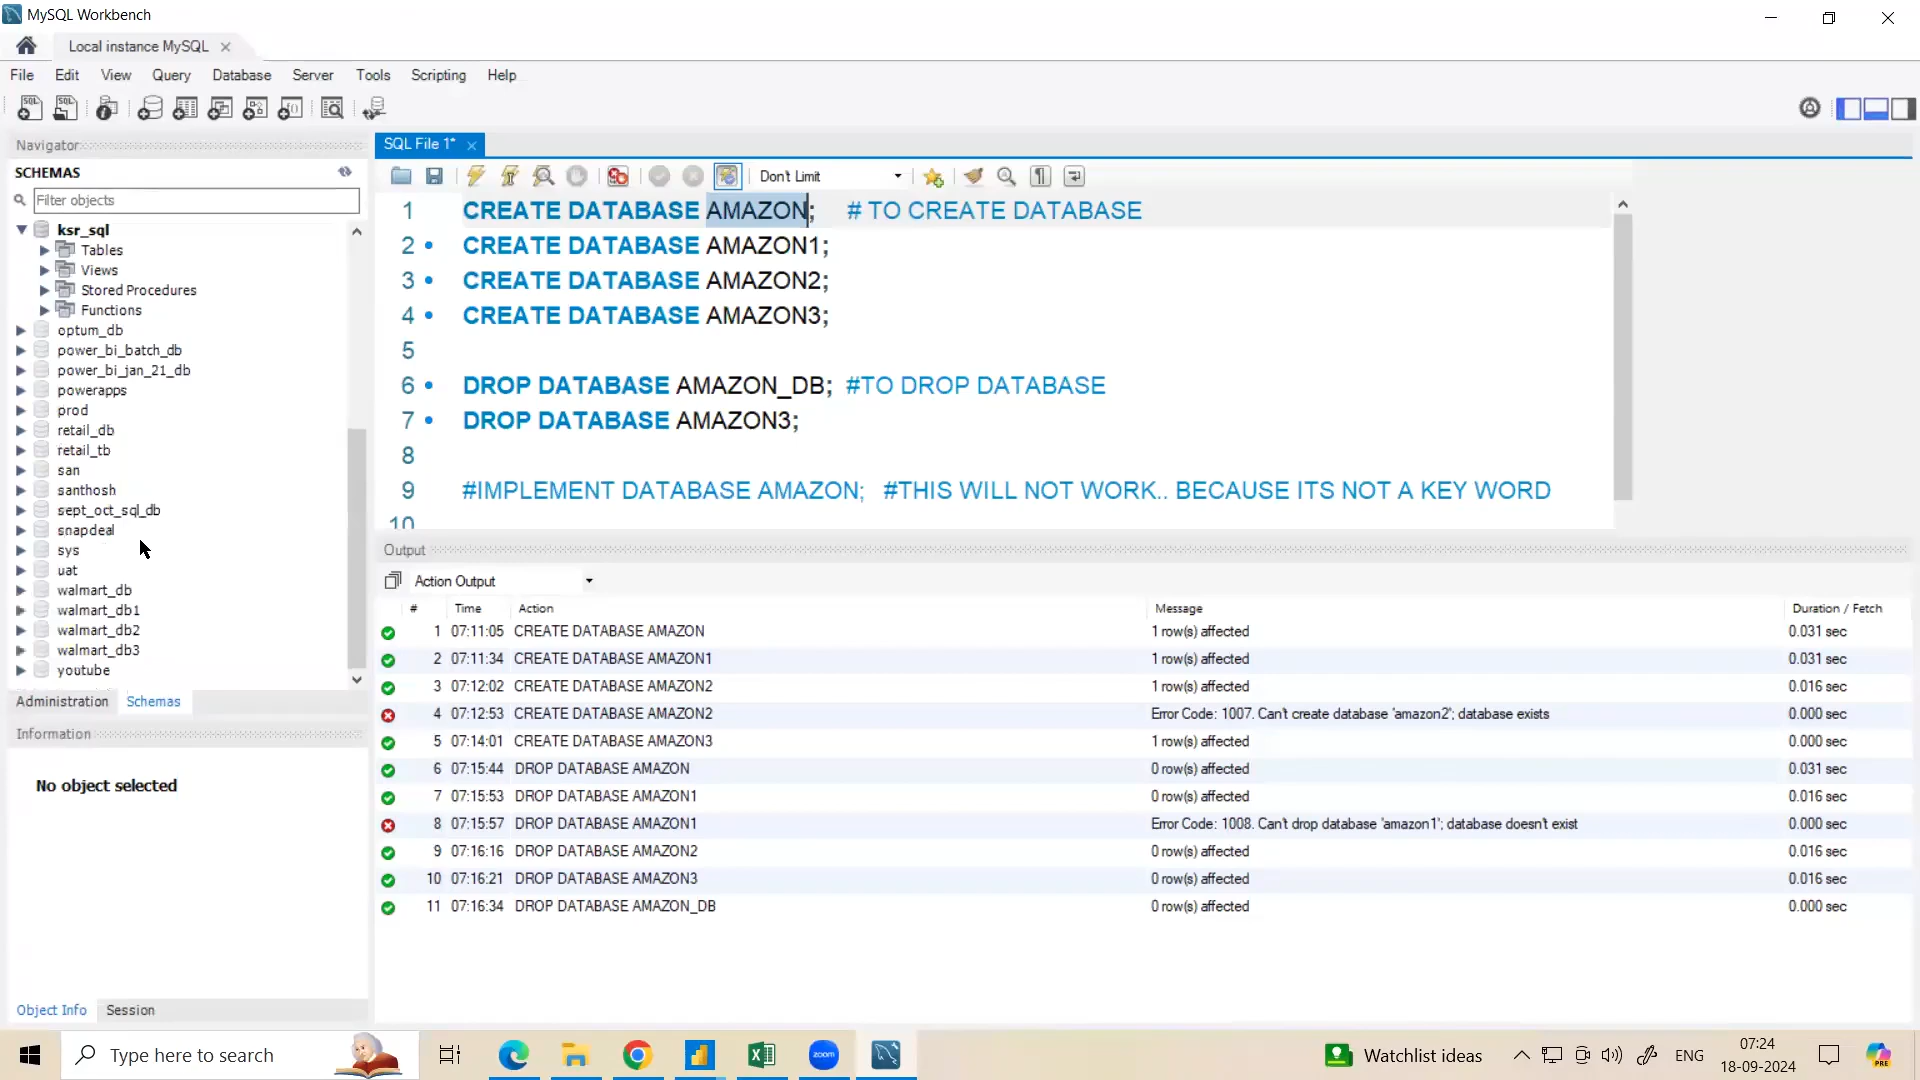 MySQL Workbench
Local instance MySQL
File Edit View Query Database Server Tools Scripting Help
Navigator
SCHEMAS
Filter objects
ksr_sql
Tables
Views
Stored Procedures
Functions
optum_db
power_bi_batch_db
power_bi_jan_21_db
powerapps
prod
retail_db
retail_tb
san
santhosh
sept_oct_sql_db
snapdeal
sys
uat
walmart_db
walmart_db1
walmart_db2
walmart_db3
youtube
Administration Schemas
Information
No object selected
Object Info Session
SQL File 1*
Don't Limit
1 CREATE DATABASE AMAZON; # TO CREATE DATABASE
2 CREATE DATABASE AMAZON1;
3 CREATE DATABASE AMAZON2;
4 CREATE DATABASE AMAZON3;
5
6 DROP DATABASE AMAZON_DB; #TO DROP DATABASE
7 DROP DATABASE AMAZON3;
8
9 #IMPLEMENT DATABASE AMAZON; #THIS WILL NOT WORK.. BECAUSE ITS NOT A KEY WORD
10
Output
Action Output
# Time Action Message Duration / Fetch
1 07:11:05 CREATE DATABASE AMAZON 1 row(s) affected 0.031 sec
2 07:11:34 CREATE DATABASE AMAZON1 1 row(s) affected 0.031 sec
3 07:12:02 CREATE DATABASE AMAZON2 1 row(s) affected 0.016 sec
4 07:12:53 CREATE DATABASE AMAZON2 Error Code: 1007. Can't create database 'amazon2'; database exists 0.000 sec
5 07:14:01 CREATE DATABASE AMAZON3 1 row(s) affected 0.000 sec
6 07:15:44 DROP DATABASE AMAZON 0 row(s) affected 0.031 sec
7 07:15:53 DROP DATABASE AMAZON1 0 row(s) affected 0.016 sec
8 07:15:57 DROP DATABASE AMAZON1 Error Code: 1008. Can't drop database 'amazon1'; database doesn't exist 0.000 sec
9 07:16:16 DROP DATABASE AMAZON2 0 row(s) affected 0.016 sec
10 07:16:21 DROP DATABASE AMAZON3 0 row(s) affected 0.016 sec
11 07:16:34 DROP DATABASE AMAZON_DB 0 row(s) affected 0.000 sec
Type here to search
zoom
Watchlist ideas
ENG
07:24
18-09-2024
PRE